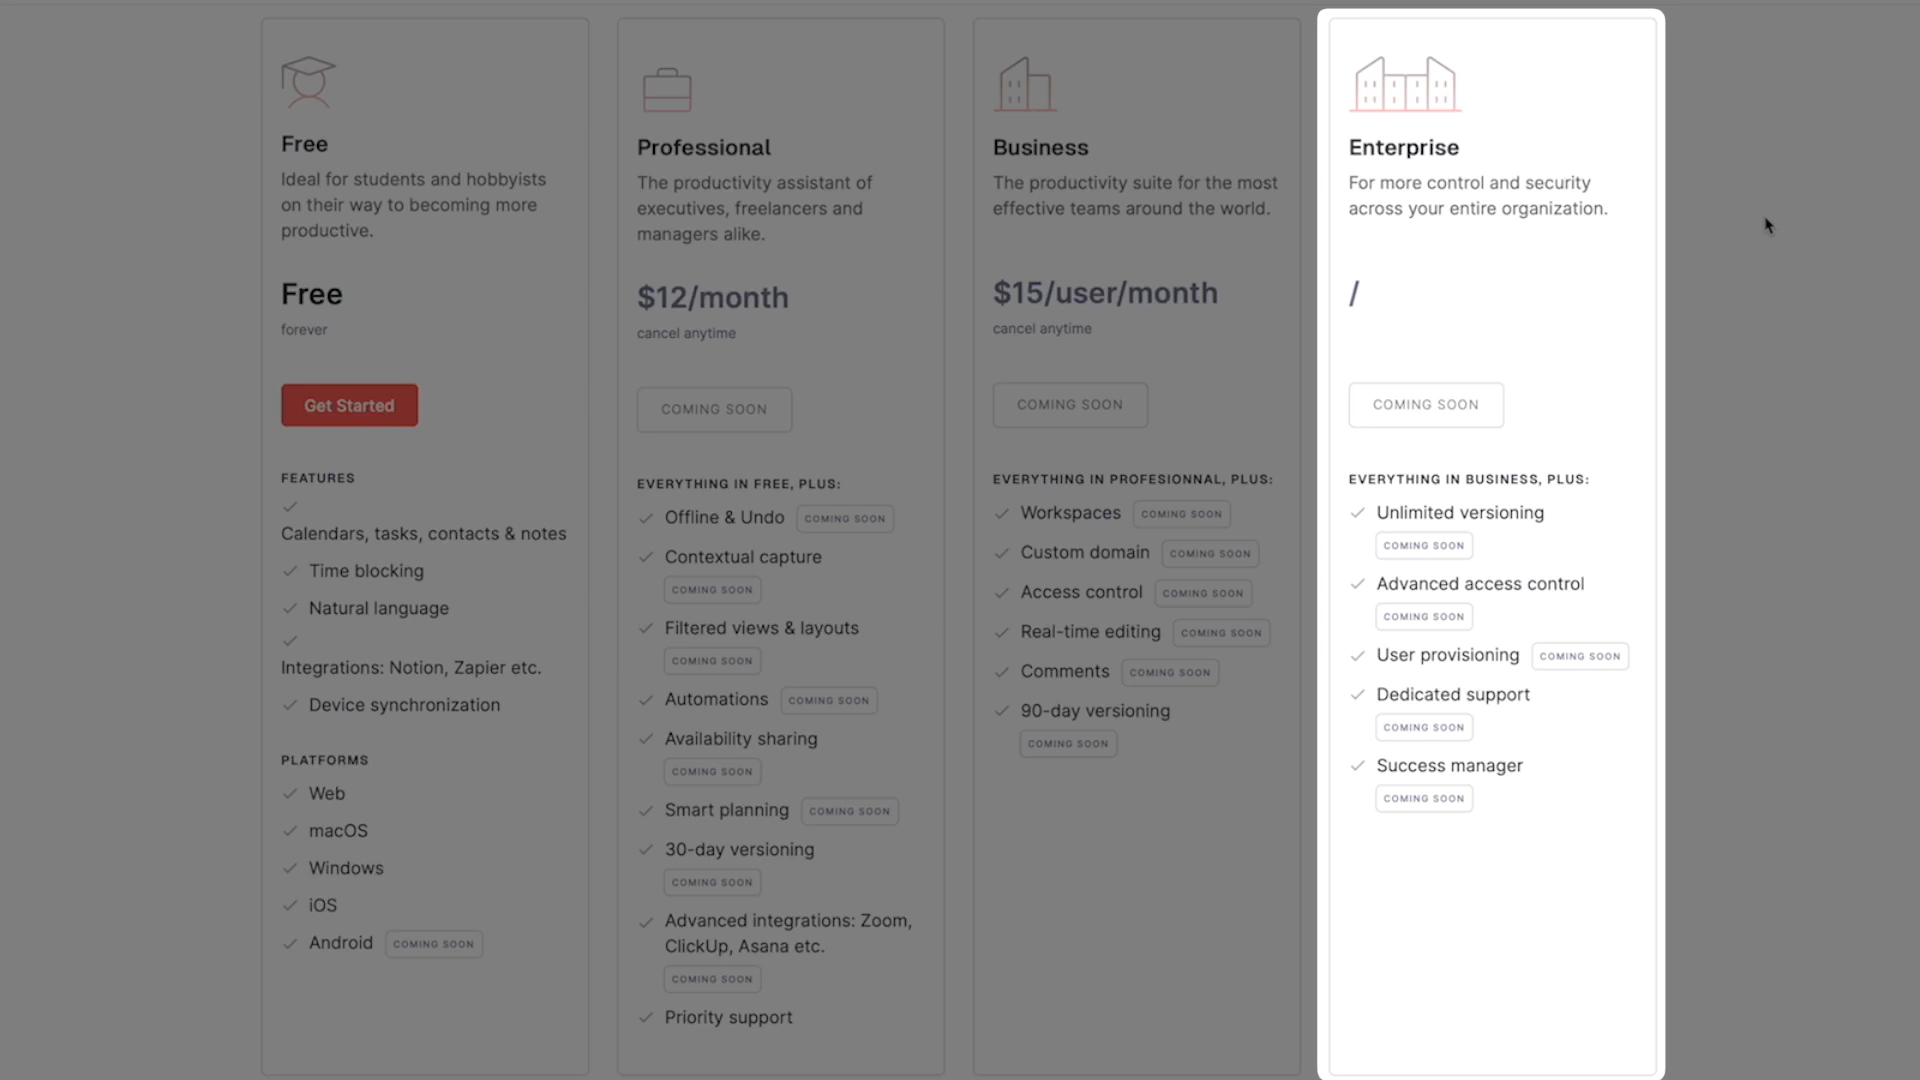 Free
Ideal for students and hobbyists
on their way to becoming more
productive.
Free
forever
Get Started
FEATURES
Calendars, tasks, contacts & notes
Time blocking
Natural language
Integrations: Notion, Zapier etc.
Device synchronization
PLATFORMS
Web
macOS
Windows
iOS
Android COMING SOON
Professional
The productivity assistant of
executives, freelancers and
managers alike.
$12/month
cancel anytime
COMING SOON
EVERYTHING IN FREE, PLUS:
Offline & Undo COMING SOON
Contextual capture
COMING SOON
Filtered views & layouts
COMING SOON
Automations COMING SOON
Availability sharing
COMING SOON
Smart planning COMING SOON
30-day versioning
COMING SOON
Advanced integrations: Zoom,
ClickUp, Asana etc.
COMING SOON
Priority support
Business
The productivity suite for the most
effective teams around the world.
$15/user/month
cancel anytime
COMING SOON
EVERYTHING IN PROFESIONNAL, PLUS:
Workspaces COMING SOON
Custom domain COMING SOON
Access control COMING SOON
Real-time editing COMING SOON
Comments COMING SOON
90-day versioning
COMING SOON
Enterprise
For more control and security
across your entire organization.
/
COMING SOON
EVERYTHING IN BUSINESS, PLUS:
Unlimited versioning
COMING SOON
Advanced access control
COMING SOON
User provisioning COMING SOON
Dedicated support
COMING SOON
Success manager
COMING SOON